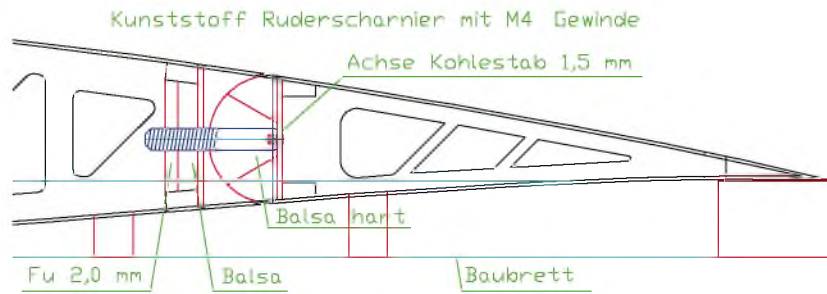 Kunststoff Ruderscharnier mit M4 Gewinde
Achse Kohlestab 1,5 mm
Balsa hart
Fu 2,0 mm
Balsa
Baubrett